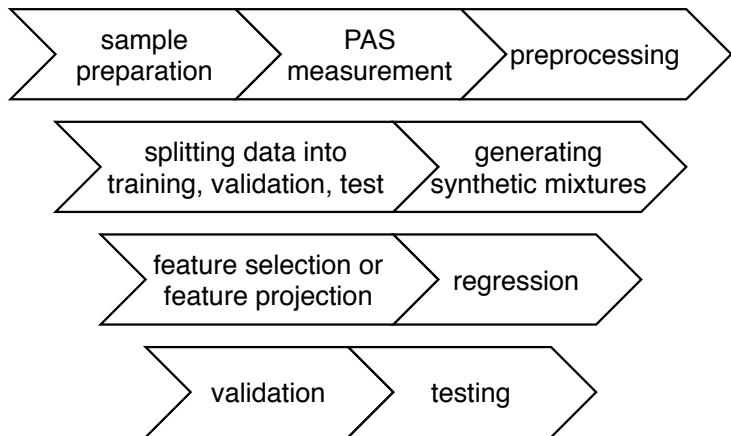 sample
preparation
PAS
measurement
preprocessing
splitting data into
training, validation, test
generating
synthetic mixtures
feature selection or
feature projection
regression
validation
testing